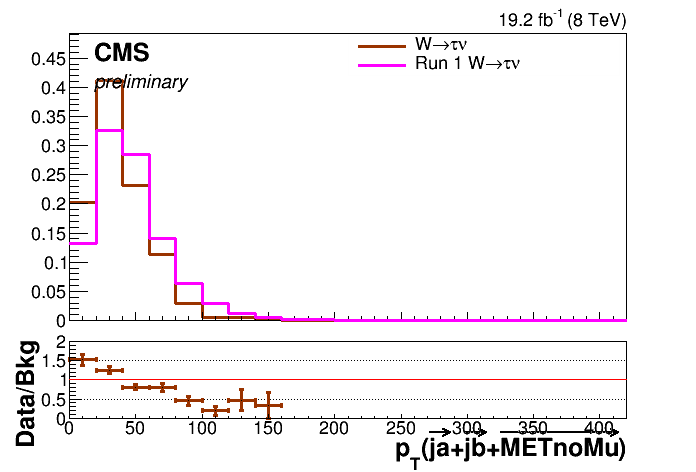 19.2 fb-1 (8 TeV)
CMS
preliminary
W→τν
Run 1 W→τν
0.45
0.4
0.35
0.3
0.25
0.2
0.15
0.1
0.05
0
Data/Bkg
2
1.5
1
0.5
0
0 50 100 150 200 250 300 350 400
pT(ja+jb+METnoMu)